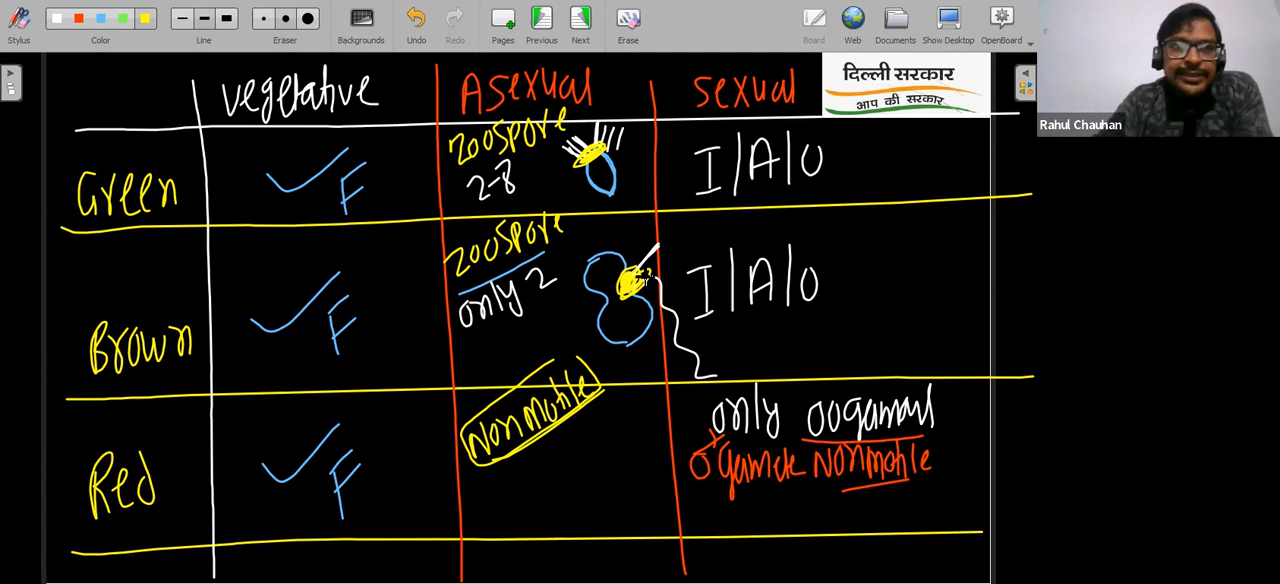 Stylus
Color
Line
Eraser
Backgrounds
Undo
Redo
Pages
Previous
Next
Erase
Board
Web
Documents
Show Desktop
OpenBoard
दिल्ली सरकार
आप की सरकार
Rahul Chauhan
vegetative Asexual sexual
Green F zoospore I/A/O
2-8
Brown F zoospore I/A/O
only 2
Red F Nonmotile only oogamous
♂ gamete Nonmotile